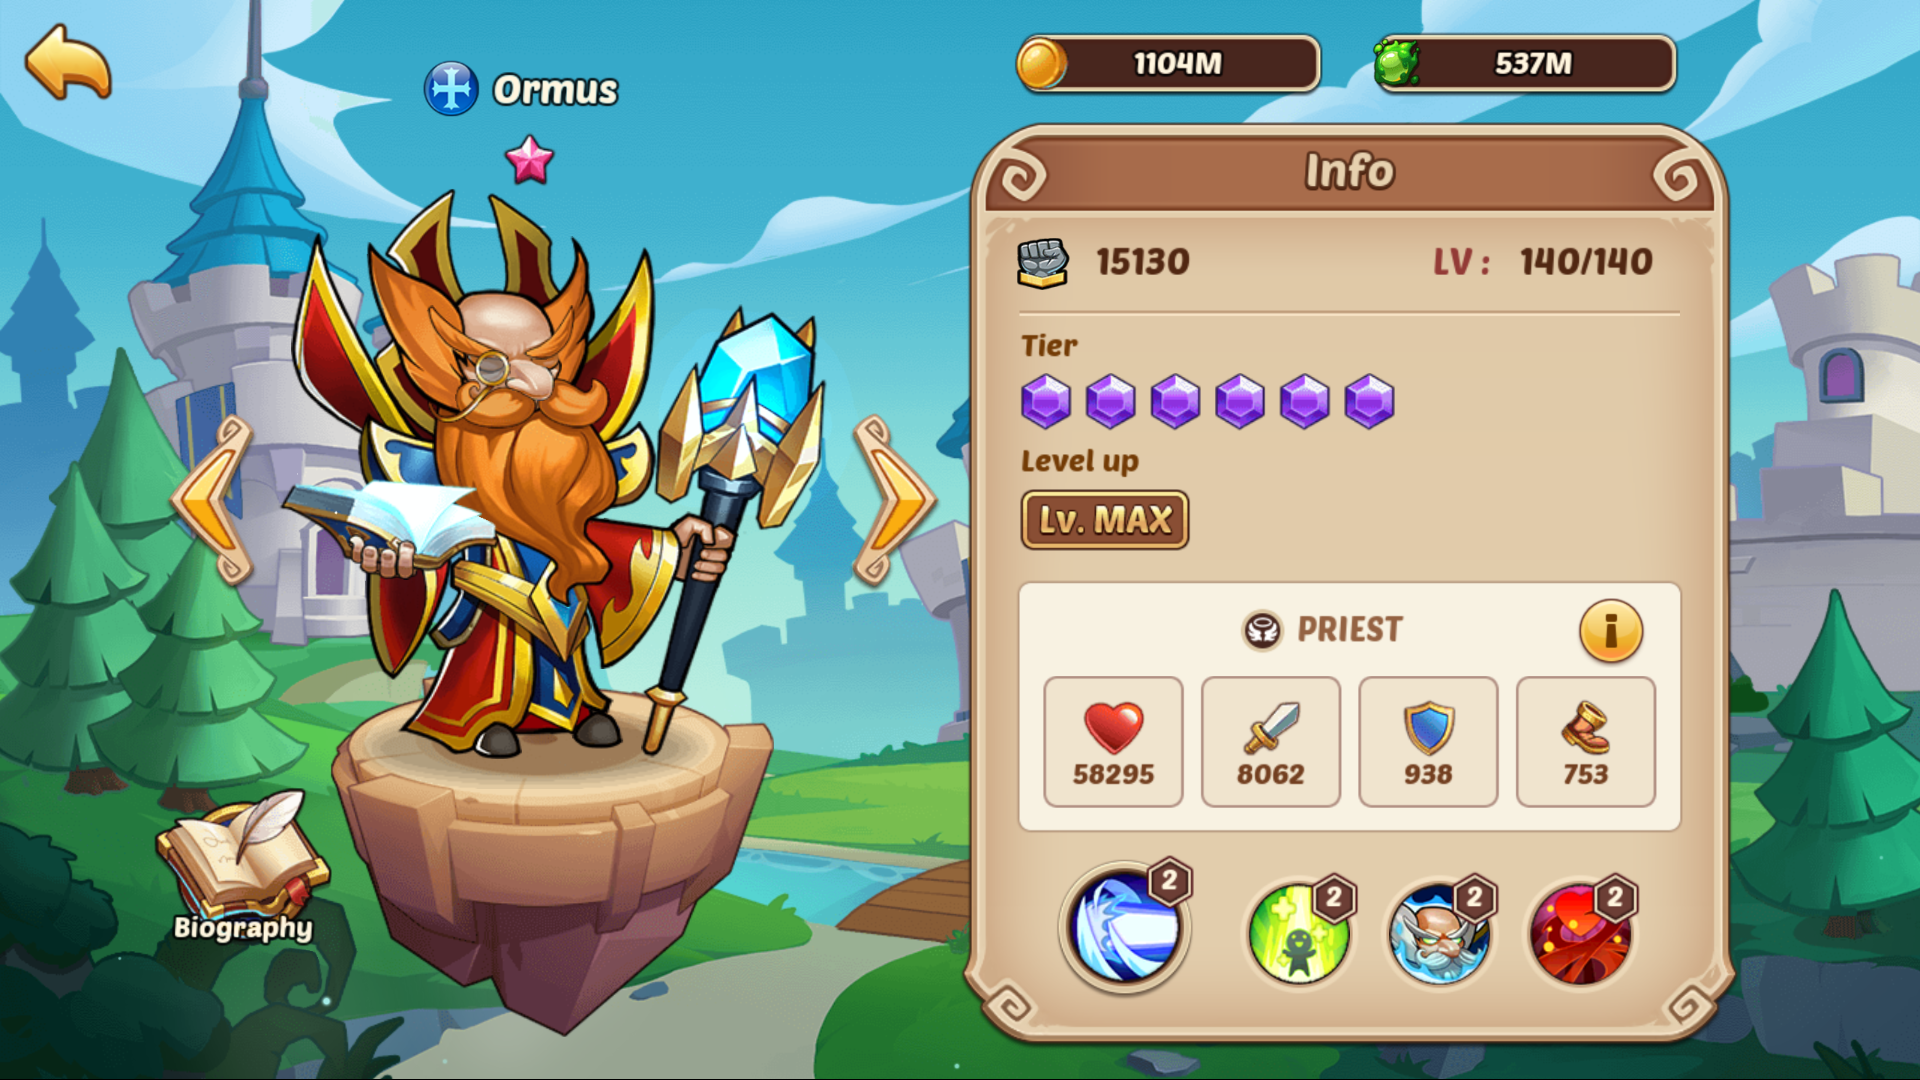 Ormus
1104M
537M
Info
15130
LV : 140/140
Tier
Level up
Lv. MAX
PRIEST
i
58295
8062
938
753
2
2
2
2
Biography